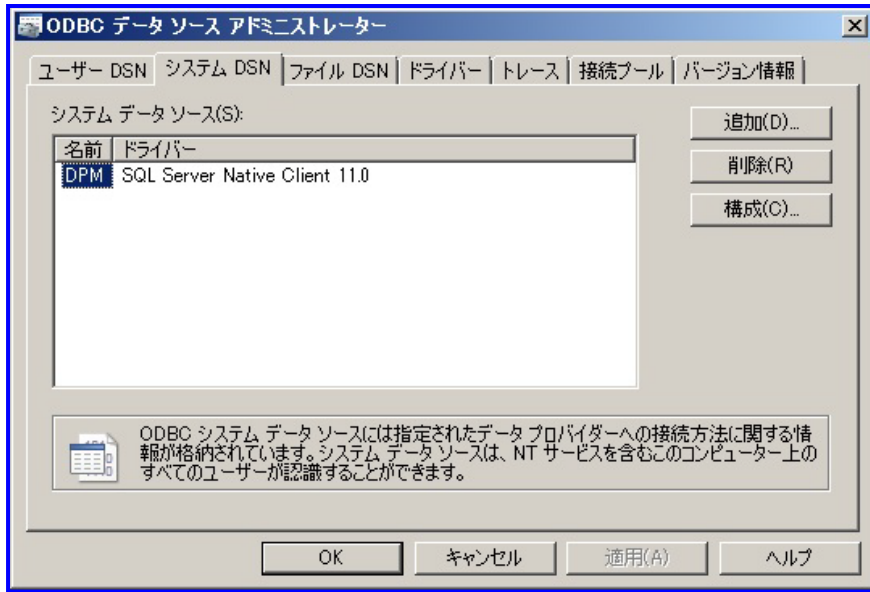 ODBC データ ソース アドミニストレーター
ユーザー DSN システム DSN ファイル DSN ドライバー トレース 接続プール バージョン情報
システム データ ソース(S):
名前 ドライバー
DPM SQL Server Native Client 11.0
追加(D)...
削除(R)
構成(C)...
ODBC システム データ ソースには指定されたデータ プロバイダーへの接続方法に関する情
報が格納されています。システム データ ソースは、NT サービスを含むこのコンピューター上の
すべてのユーザーが認識することができます。
OK キャンセル 適用(A) ヘルプ